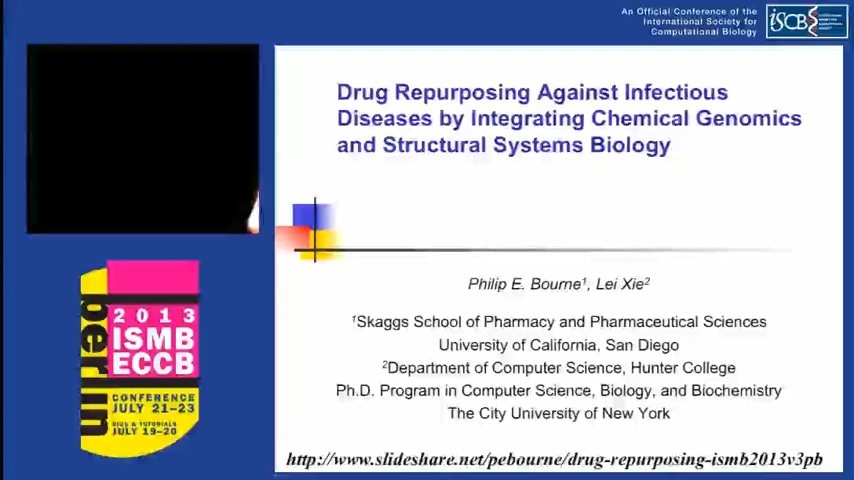 An Official Conference of the
International Society for
Computational Biology
ISCB
Drug Repurposing Against Infectious
Diseases by Integrating Chemical Genomics
and Structural Systems Biology
Philip E. Bourne¹, Lei Xie²
¹Skaggs School of Pharmacy and Pharmaceutical Sciences
University of California, San Diego
²Department of Computer Science, Hunter College
Ph.D. Program in Computer Science, Biology, and Biochemistry
The City University of New York
http://www.slideshare.net/pebourne/drug-repurposing-ismb2013v3pb
berlin
2013
ISMB
ECCB
CONFERENCE
JULY 21–23
SIGS & TUTORIALS
JULY 19–20